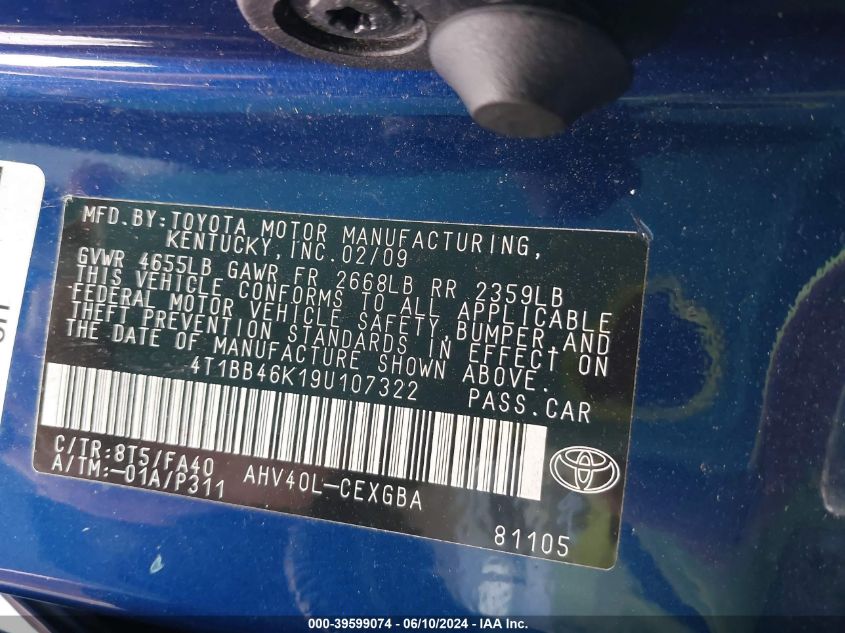 MFD.BY:TOYOTA MOTOR MANUFACTURING,
KENTUCKY, INC. 02/09
GVWR 4655LB GAWR FR 2668LB RR 2359LB
THIS VEHICLE CONFORMS TO ALL APPLICABLE
FEDERAL MOTOR VEHICLE SAFETY, BUMPER, AND
THEFT PREVENTION STANDARDS IN EFFECT ON
THE DATE OF MANUFACTURE SHOWN ABOVE.
4T1BB46K19U107322 PASS.CAR
C/TR:8T5/FA40
A/TM:-01A/P311 AHV40L-CEXGBA
81105
000-39599074 - 06/10/2024 - IAA Inc.